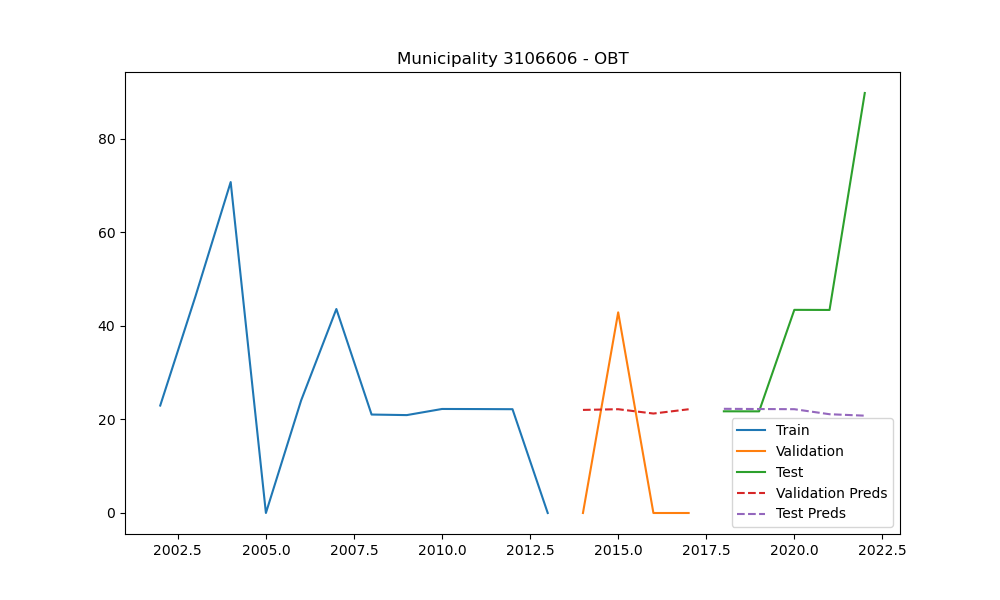 Municipality 3106606 - OBT
80
60
40
20
0
2002.5 2005.0 2007.5 2010.0 2012.5 2015.0 2017.5 2020.0 2022.5
Train
Validation
Test
Validation Preds
Test Preds